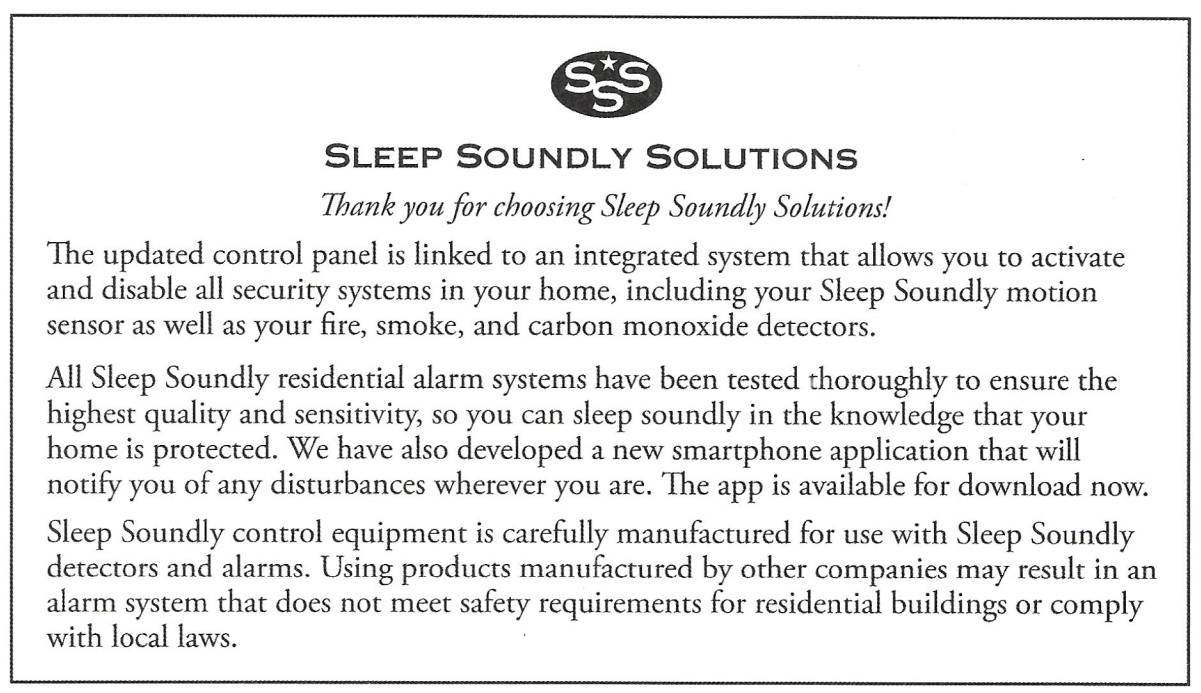 SSS
SLEEP SOUNDLY SOLUTIONS
Thank you for choosing Sleep Soundly Solutions!
The updated control panel is linked to an integrated system that allows you to activate
and disable all security systems in your home, including your Sleep Soundly motion
sensor as well as your fire, smoke, and carbon monoxide detectors.
All Sleep Soundly residential alarm systems have been tested thoroughly to ensure the
highest quality and sensitivity, so you can sleep soundly in the knowledge that your
home is protected. We have also developed a new smartphone application that will
notify you of any disturbances wherever you are. The app is available for download now.
Sleep Soundly control equipment is carefully manufactured for use with Sleep Soundly
detectors and alarms. Using products manufactured by other companies may result in an
alarm system that does not meet safety requirements for residential buildings or comply
with local laws.